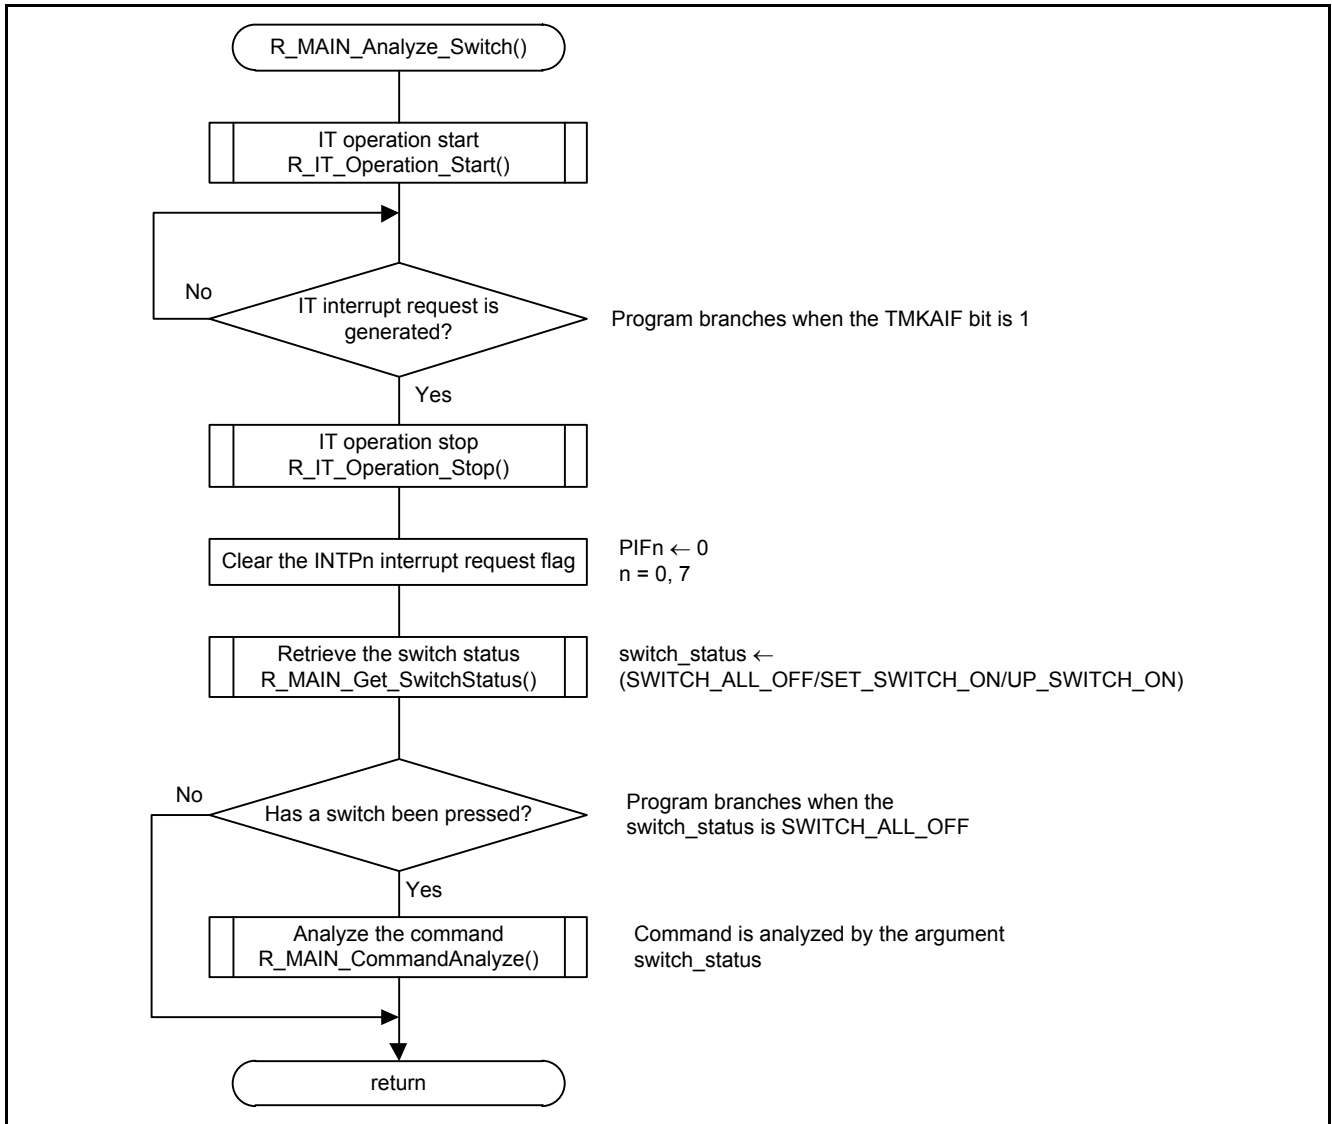 R_MAIN_Analyze_Switch()
IT operation start
R_IT_Operation_Start()
No
IT interrupt request is
generated?
Program branches when the TMKAIF bit is 1
Yes
IT operation stop
R_IT_Operation_Stop()
Clear the INTPn interrupt request flag
PIFn ← 0
n = 0, 7
Retrieve the switch status
R_MAIN_Get_SwitchStatus()
switch_status ←
(SWITCH_ALL_OFF/SET_SWITCH_ON/UP_SWITCH_ON)
No
Has a switch been pressed?
Program branches when the
switch_status is SWITCH_ALL_OFF
Yes
Analyze the command
R_MAIN_CommandAnalyze()
Command is analyzed by the argument
switch_status
return